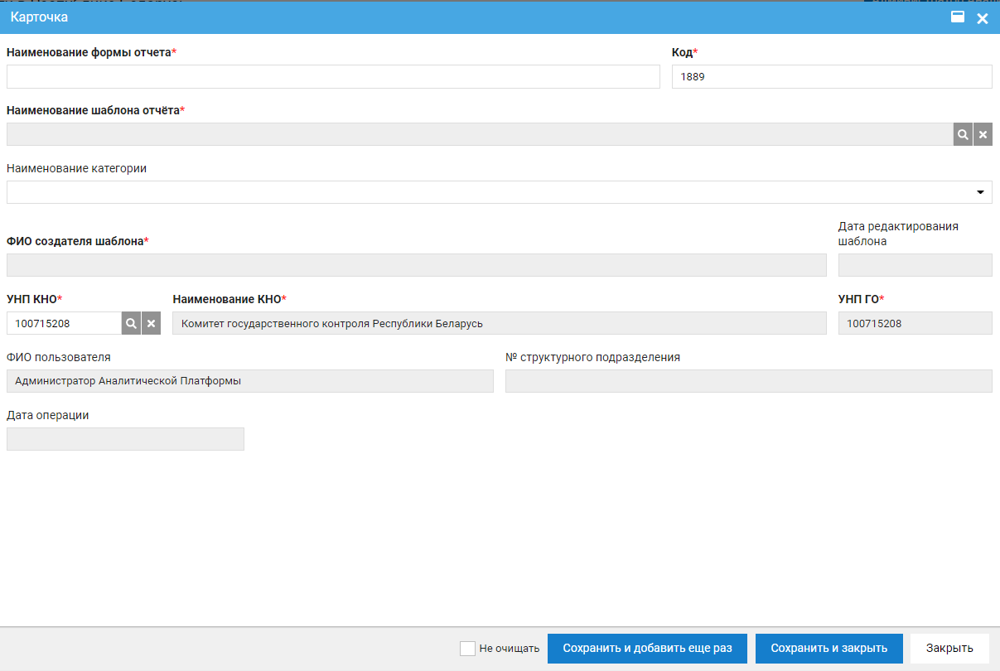 Карточка
Наименование формы отчета*
Код*
1889
Наименование шаблона отчёта*
Наименование категории
ФИО создателя шаблона*
Дата редактирования
шаблона
УНП КНО*
Наименование КНО*
УНП ГО*
100715208
Комитет государственного контроля Республики Беларусь
100715208
ФИО пользователя
№ структурного подразделения
Администратор Аналитической Платформы
Дата операции
Не очищать
Сохранить и добавить еще раз
Сохранить и закрыть
Закрыть